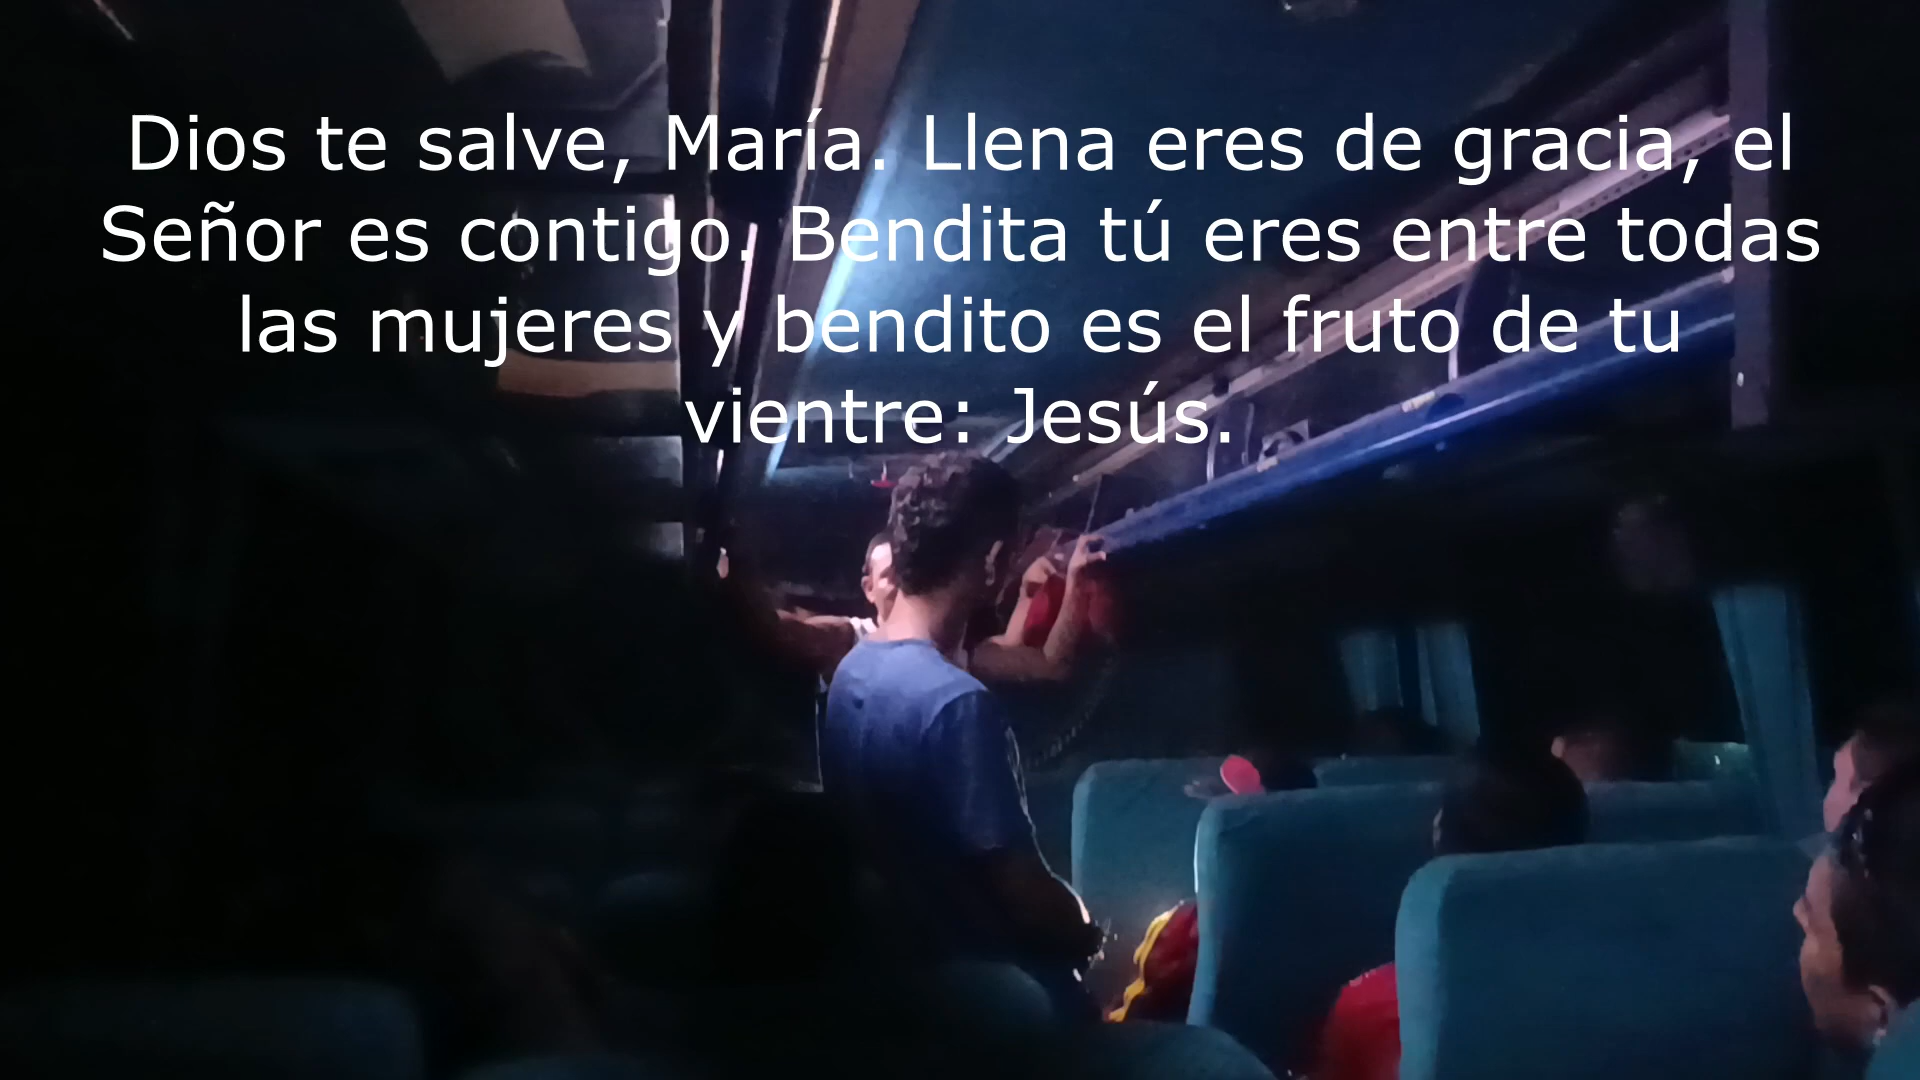 Dios te salve, María. Llena eres de gracia, el
Señor es contigo. Bendita tú eres entre todas
las mujeres y bendito es el fruto de tu
vientre: Jesús.